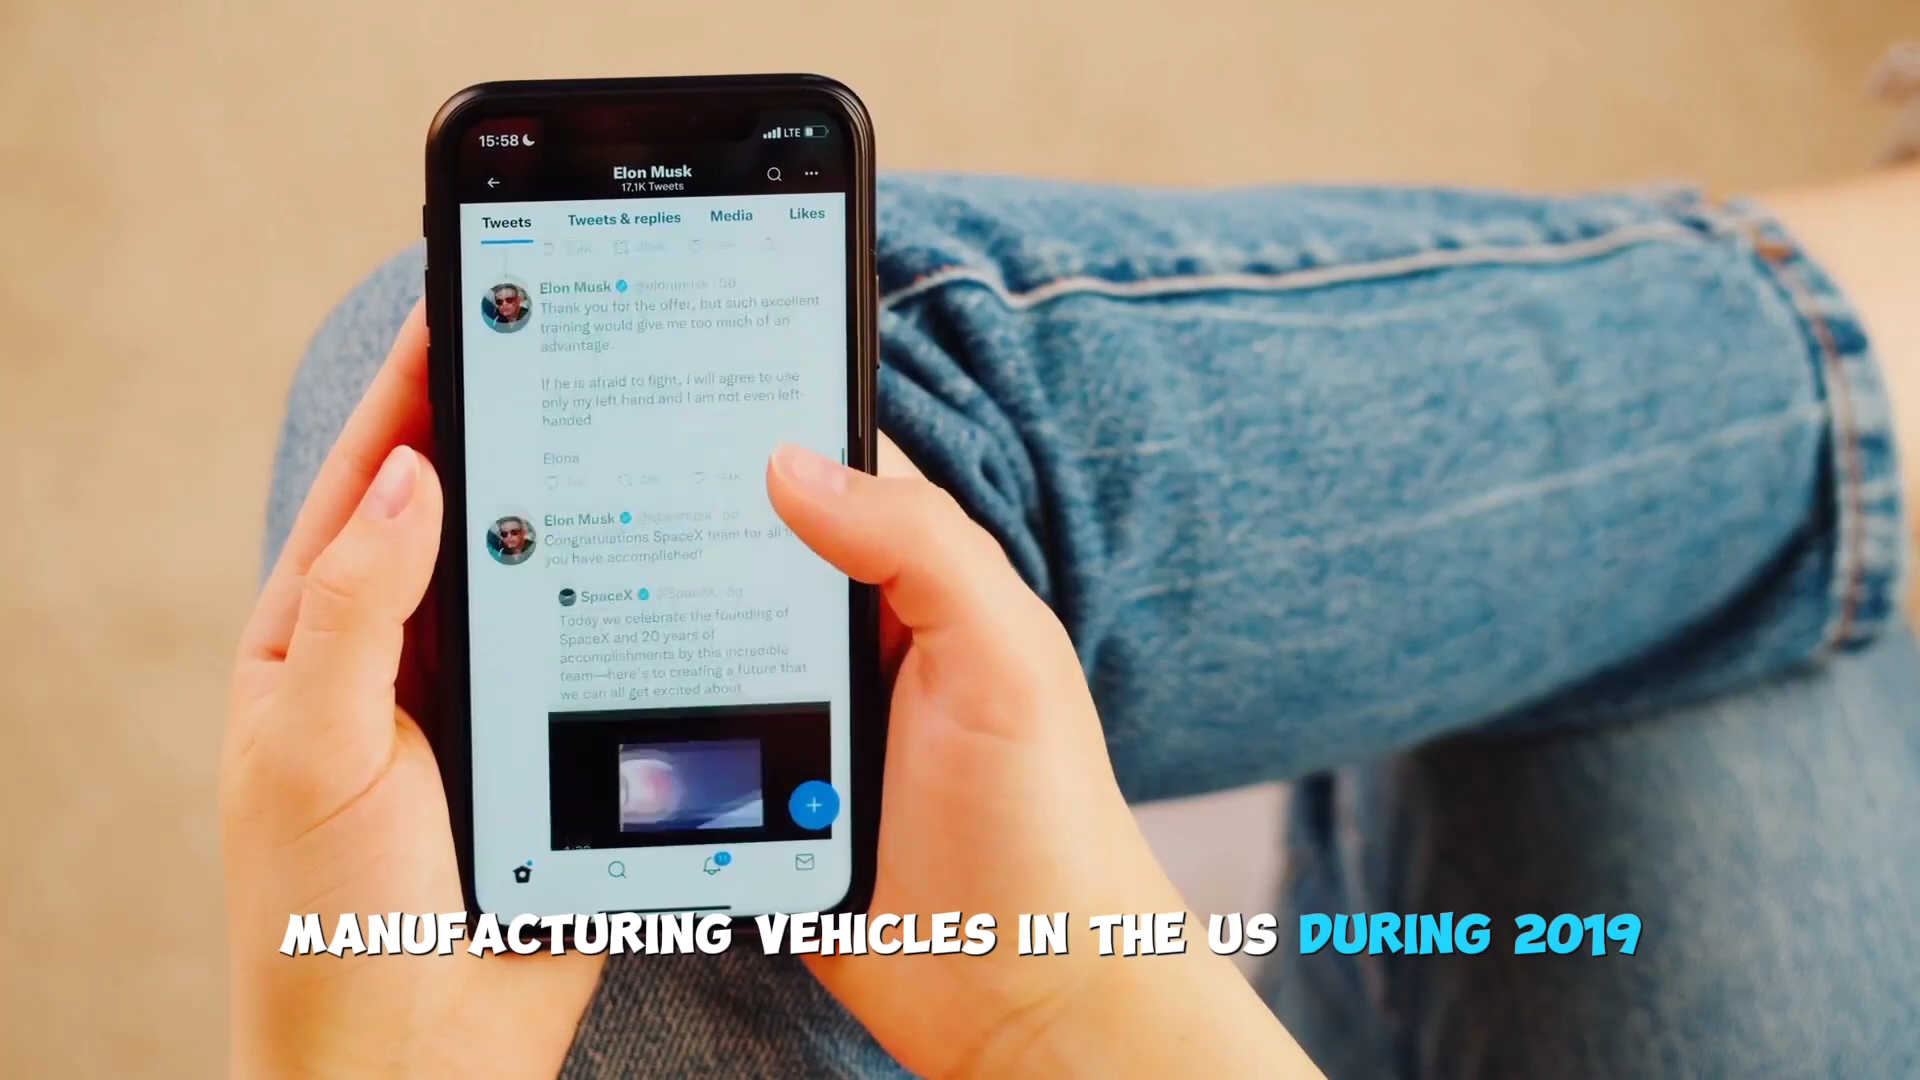 15:58
LTE
Elon Musk
17,1K Tweets
Tweets
Tweets & replies
Media
Likes
Elon Musk @elonmusk · 5d
Thank you for the offer, but such excellent
training would give me too much of an
advantage.
If he is afraid to fight, I will agree to use
only my left hand and I am not even left-
handed
Elona
Elon Musk
Congratulations SpaceX team for all
you have accomplished!
SpaceX @SpaceX · 6d
Today we celebrate the founding of
SpaceX and 20 years of
accomplishments by this incredible
team—here's to creating a future that
we can all get excited about
11
MANUFACTURING VEHICLES IN THE US DURING 2019